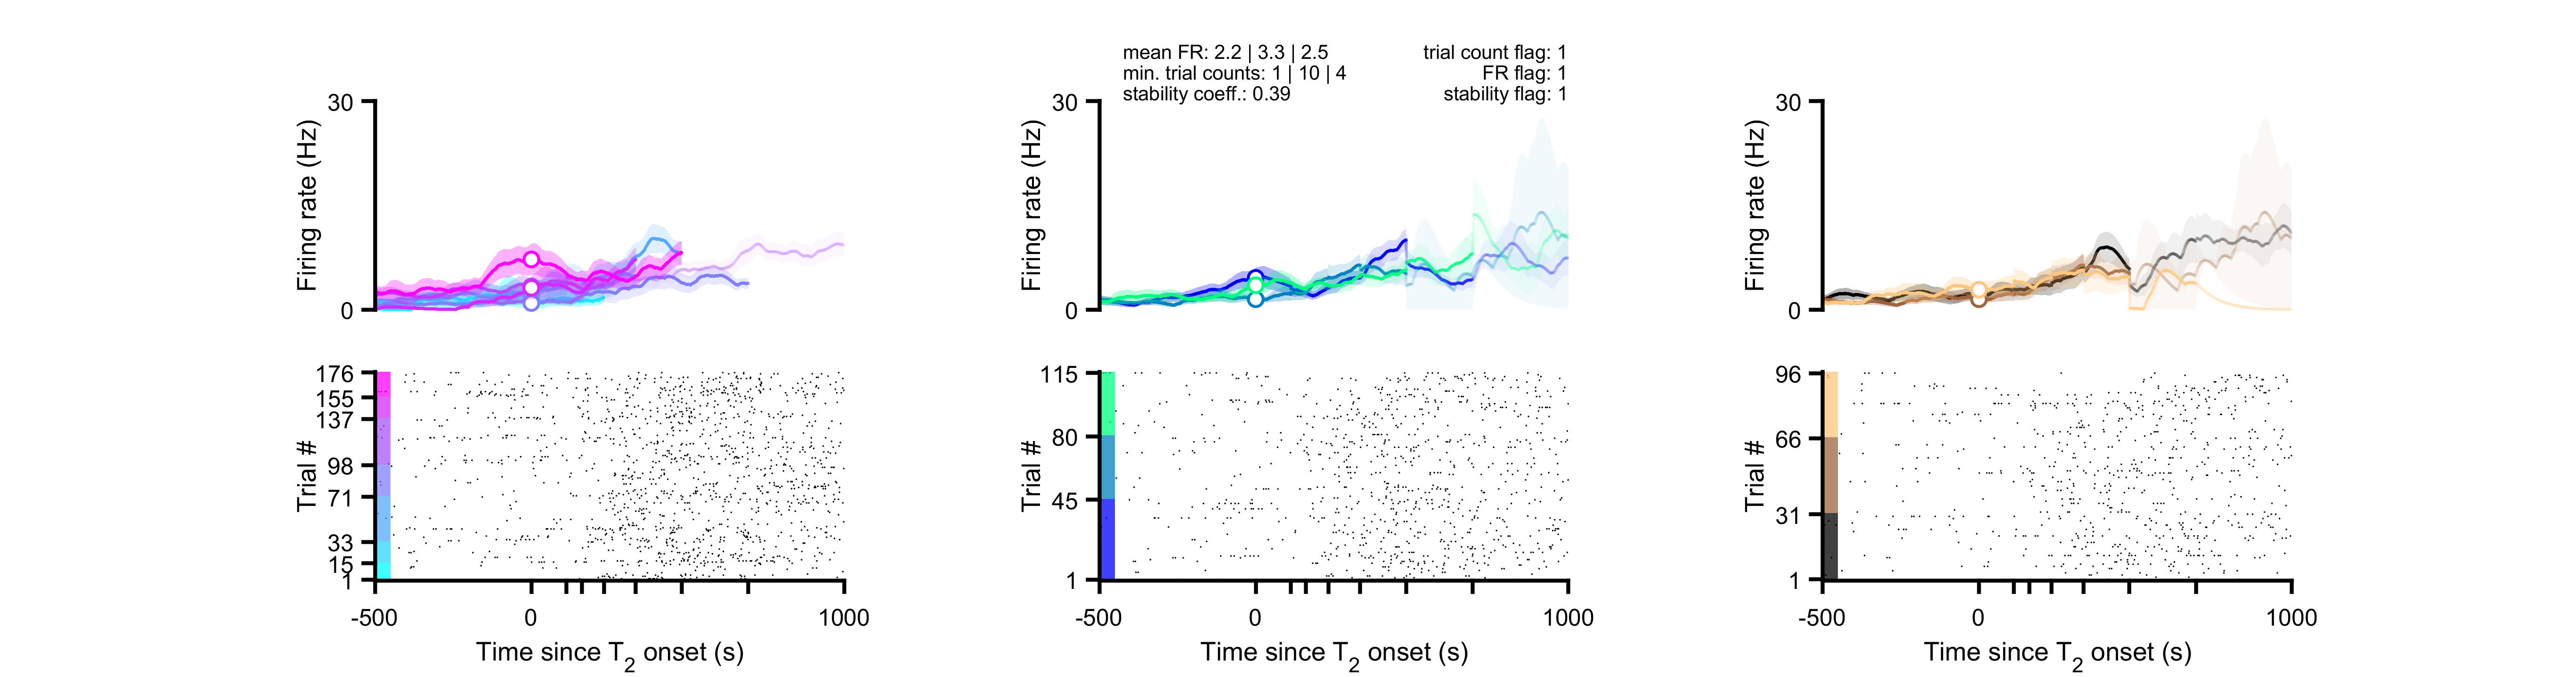 mean FR: 2.2 | 3.3 | 2.5
min. trial counts: 1 | 10 | 4
stability coeff.: 0.39
trial count flag: 1
FR flag: 1
stability flag: 1
30
0
Firing rate (Hz)
30
0
Firing rate (Hz)
30
0
Firing rate (Hz)
176
155
137
98
71
33
15
1
Trial #
-500
0
1000
Time since T2 onset (s)
115
80
45
1
Trial #
-500
0
1000
Time since T2 onset (s)
96
66
31
1
Trial #
-500
0
1000
Time since T2 onset (s)